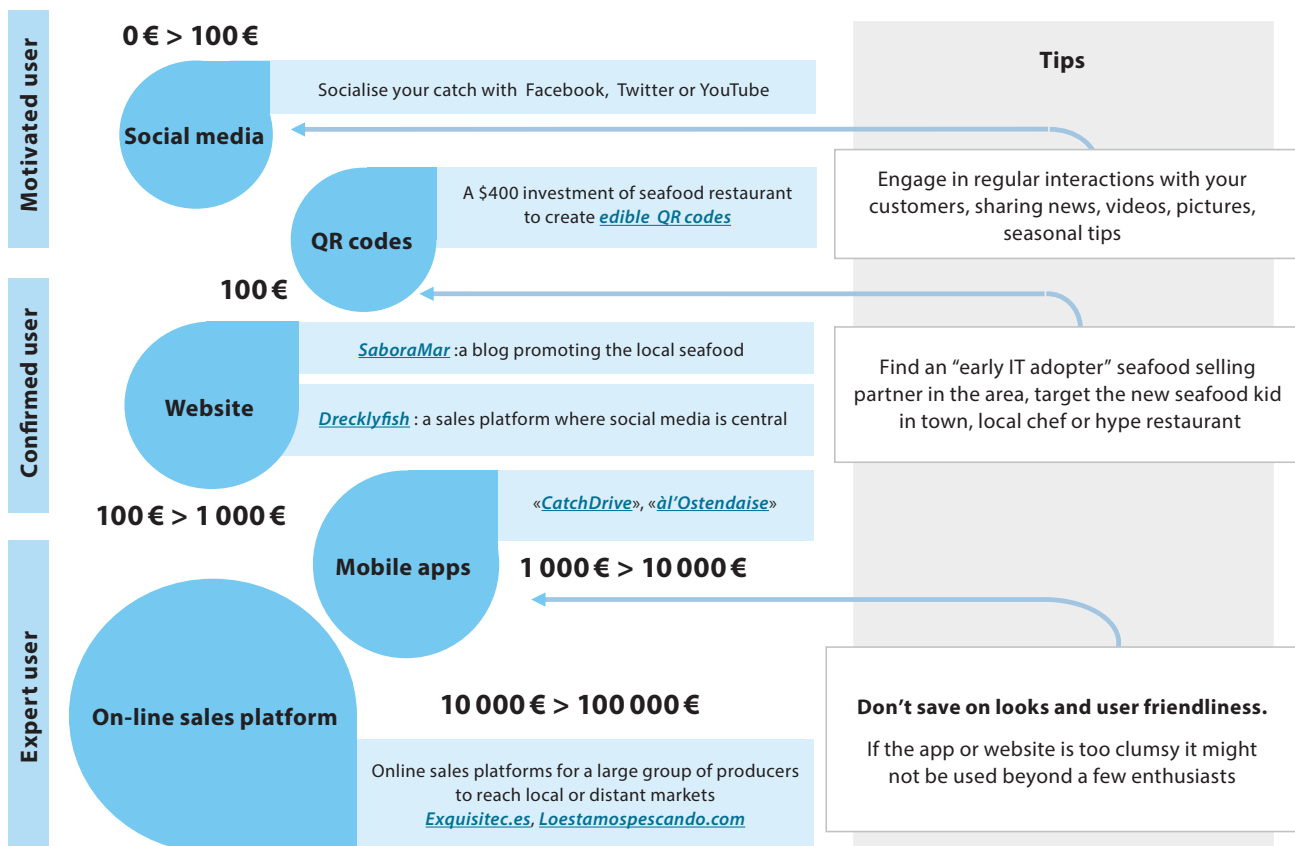 Motivated user
0 € > 100 €
Social media
Socialise your catch with Facebook, Twitter or YouTube
QR codes
A $400 investment of seafood restaurant
to create edible QR codes
Tips
Engage in regular interactions with your
customers, sharing news, videos, pictures,
seasonal tips
Confirmed user
100 €
Website
SaboraMar :a blog promoting the local seafood
Drecklyfish : a sales platform where social media is central
100 € > 1 000 €
Find an “early IT adopter” seafood selling
partner in the area, target the new seafood kid
in town, local chef or hype restaurant
Expert user
Mobile apps
«CatchDrive», «àl’Ostendaise»
1 000 € > 10 000 €
On-line sales platform
10 000 € > 100 000 €
Online sales platforms for a large group of producers
to reach local or distant markets
Exquisitec.es, Loestamospescando.com
Don’t save on looks and user friendliness.
If the app or website is too clumsy it might
not be used beyond a few enthusiasts